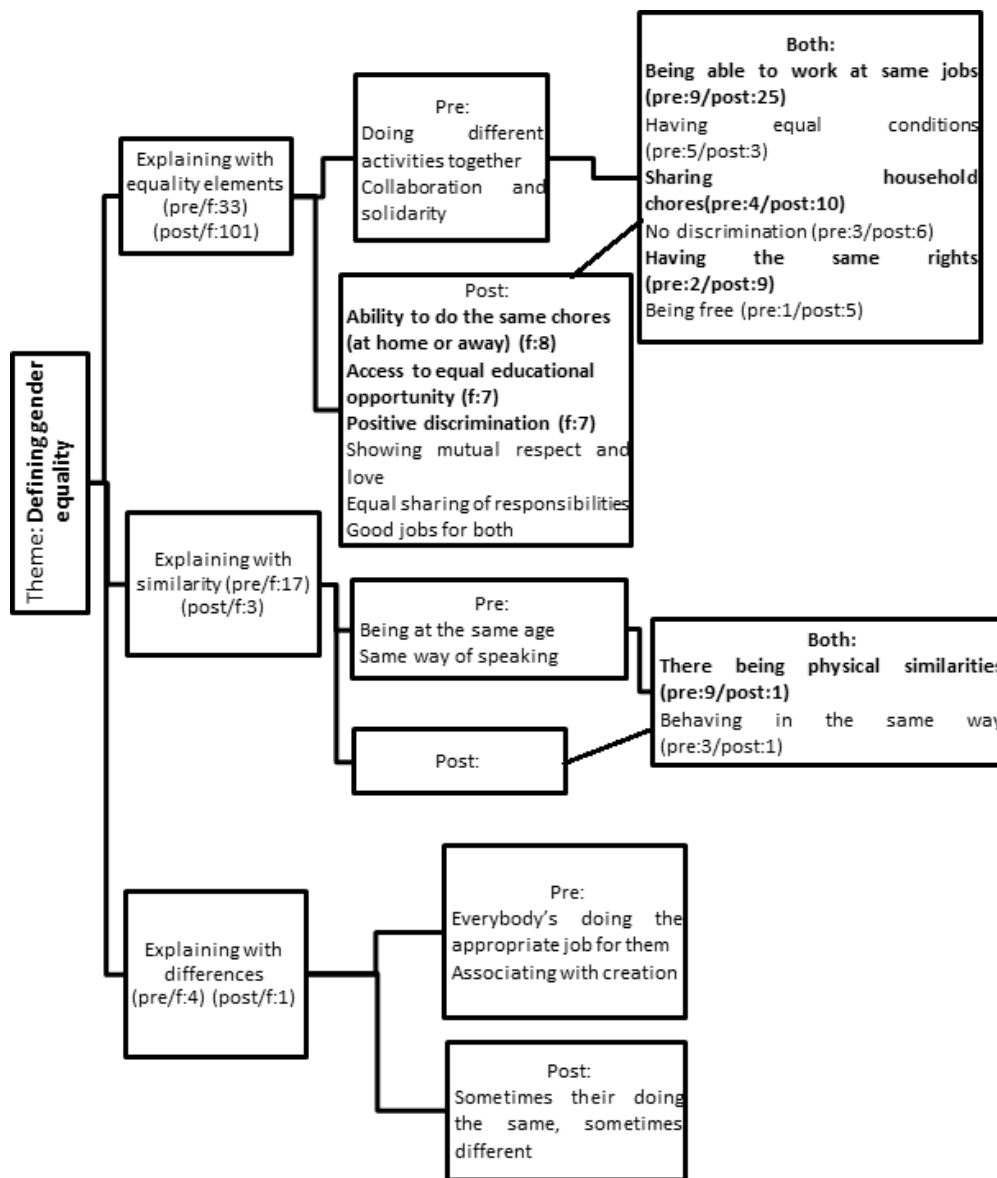 Theme: Defining gender
equality
Explaining with
equality elements
(pre/f:33)
(post/f:101)
Pre:
Doing different
activities together
Collaboration and
solidarity
Post:
Ability to do the same chores
(at home or away) (f:8)
Access to equal educational
opportunity (f:7)
Positive discrimination (f:7)
Showing mutual respect and
love
Equal sharing of responsibilities
Good jobs for both
Both:
Being able to work at same jobs
(pre:9/post:25)
Having equal conditions
(pre:5/post:3)
Sharing household
chores(pre:4/post:10)
No discrimination (pre:3/post:6)
Having the same rights
(pre:2/post:9)
Being free (pre:1/post:5)
Explaining with
similarity (pre/f:17)
(post/f:3)
Pre:
Being at the same age
Same way of speaking
Post:
Both:
There being physical similarities
(pre:9/post:1)
Behaving in the same way
(pre:3/post:1)
Explaining with
differences
(pre/f:4) (post/f:1)
Pre:
Everybody's doing the
appropriate job for them
Associating with creation
Post:
Sometimes their doing
the same, sometimes
different